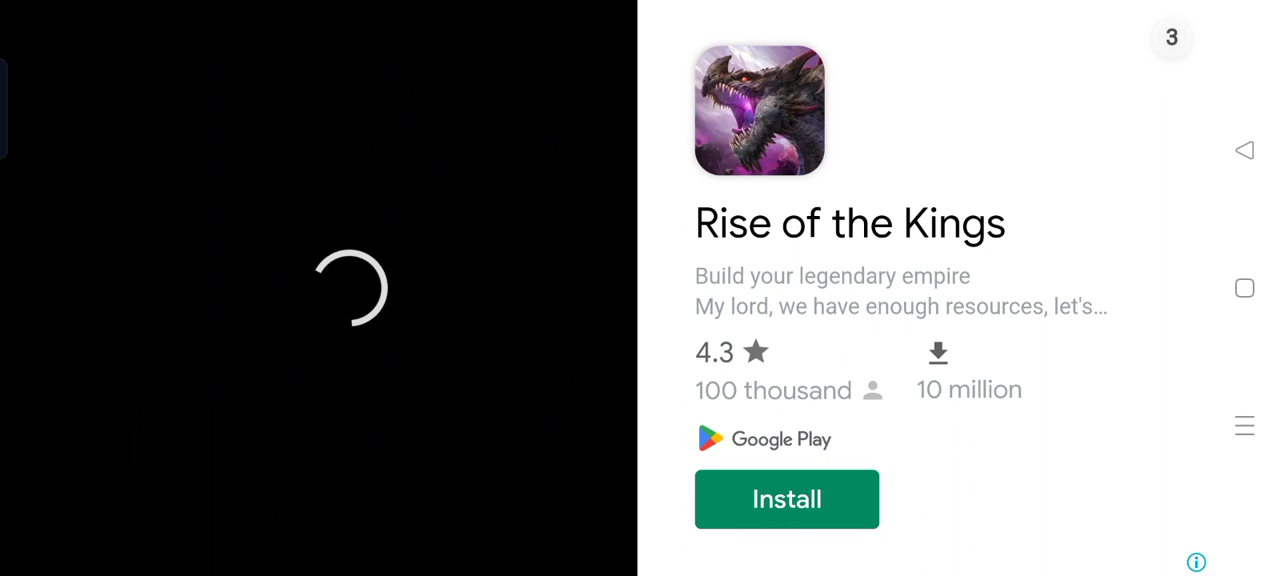 3
Rise of the Kings
Build your legendary empire
My lord, we have enough resources, let's...
4.3
100 thousand
10 million
Google Play
Install